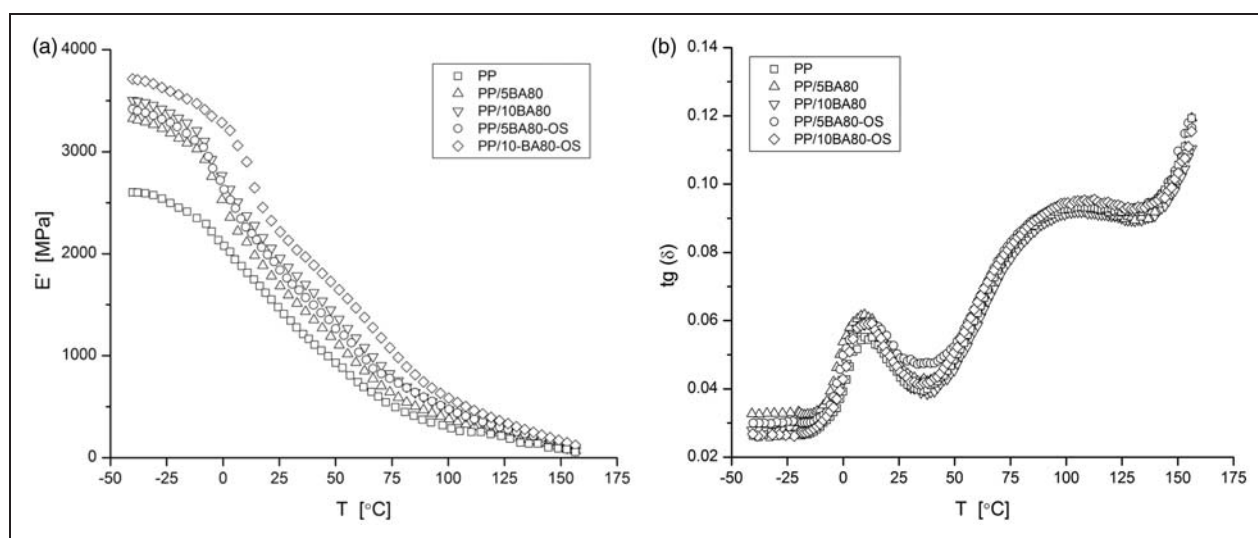 (a)
4000
3000
2000
1000
0
E' [MPa]
PP
PP/5BA80
PP/10BA80
PP/5BA80-OS
PP/10-BA80-OS
-50 -25 0 25 50 75 100 125 150 175
T [°C]
(b)
0.14
0.12
0.10
0.08
0.06
0.04
0.02
tg (δ)
PP
PP/5BA80
PP/10BA80
PP/5BA80-OS
PP/10BA80-OS
-50 -25 0 25 50 75 100 125 150 175
T [°C]